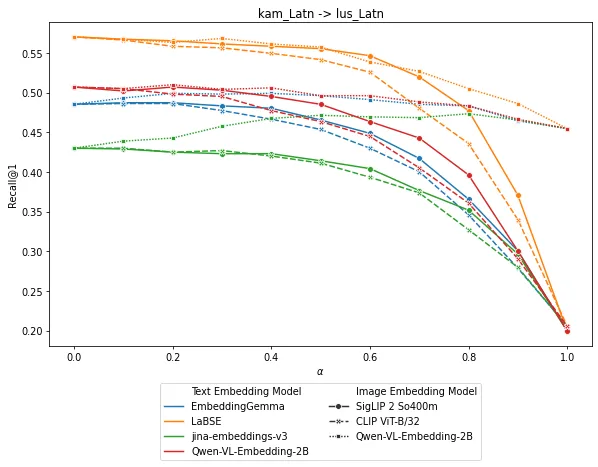 kam_Latn -> lus_Latn
Recall@1
0.55
0.50
0.45
0.40
0.35
0.30
0.25
0.20
0.0 0.2 0.4 0.6 0.8 1.0
α
Text Embedding Model
EmbeddingGemma
LaBSE
jina-embeddings-v3
Qwen-VL-Embedding-2B
Image Embedding Model
SigLIP 2 So400m
CLIP ViT-B/32
Qwen-VL-Embedding-2B